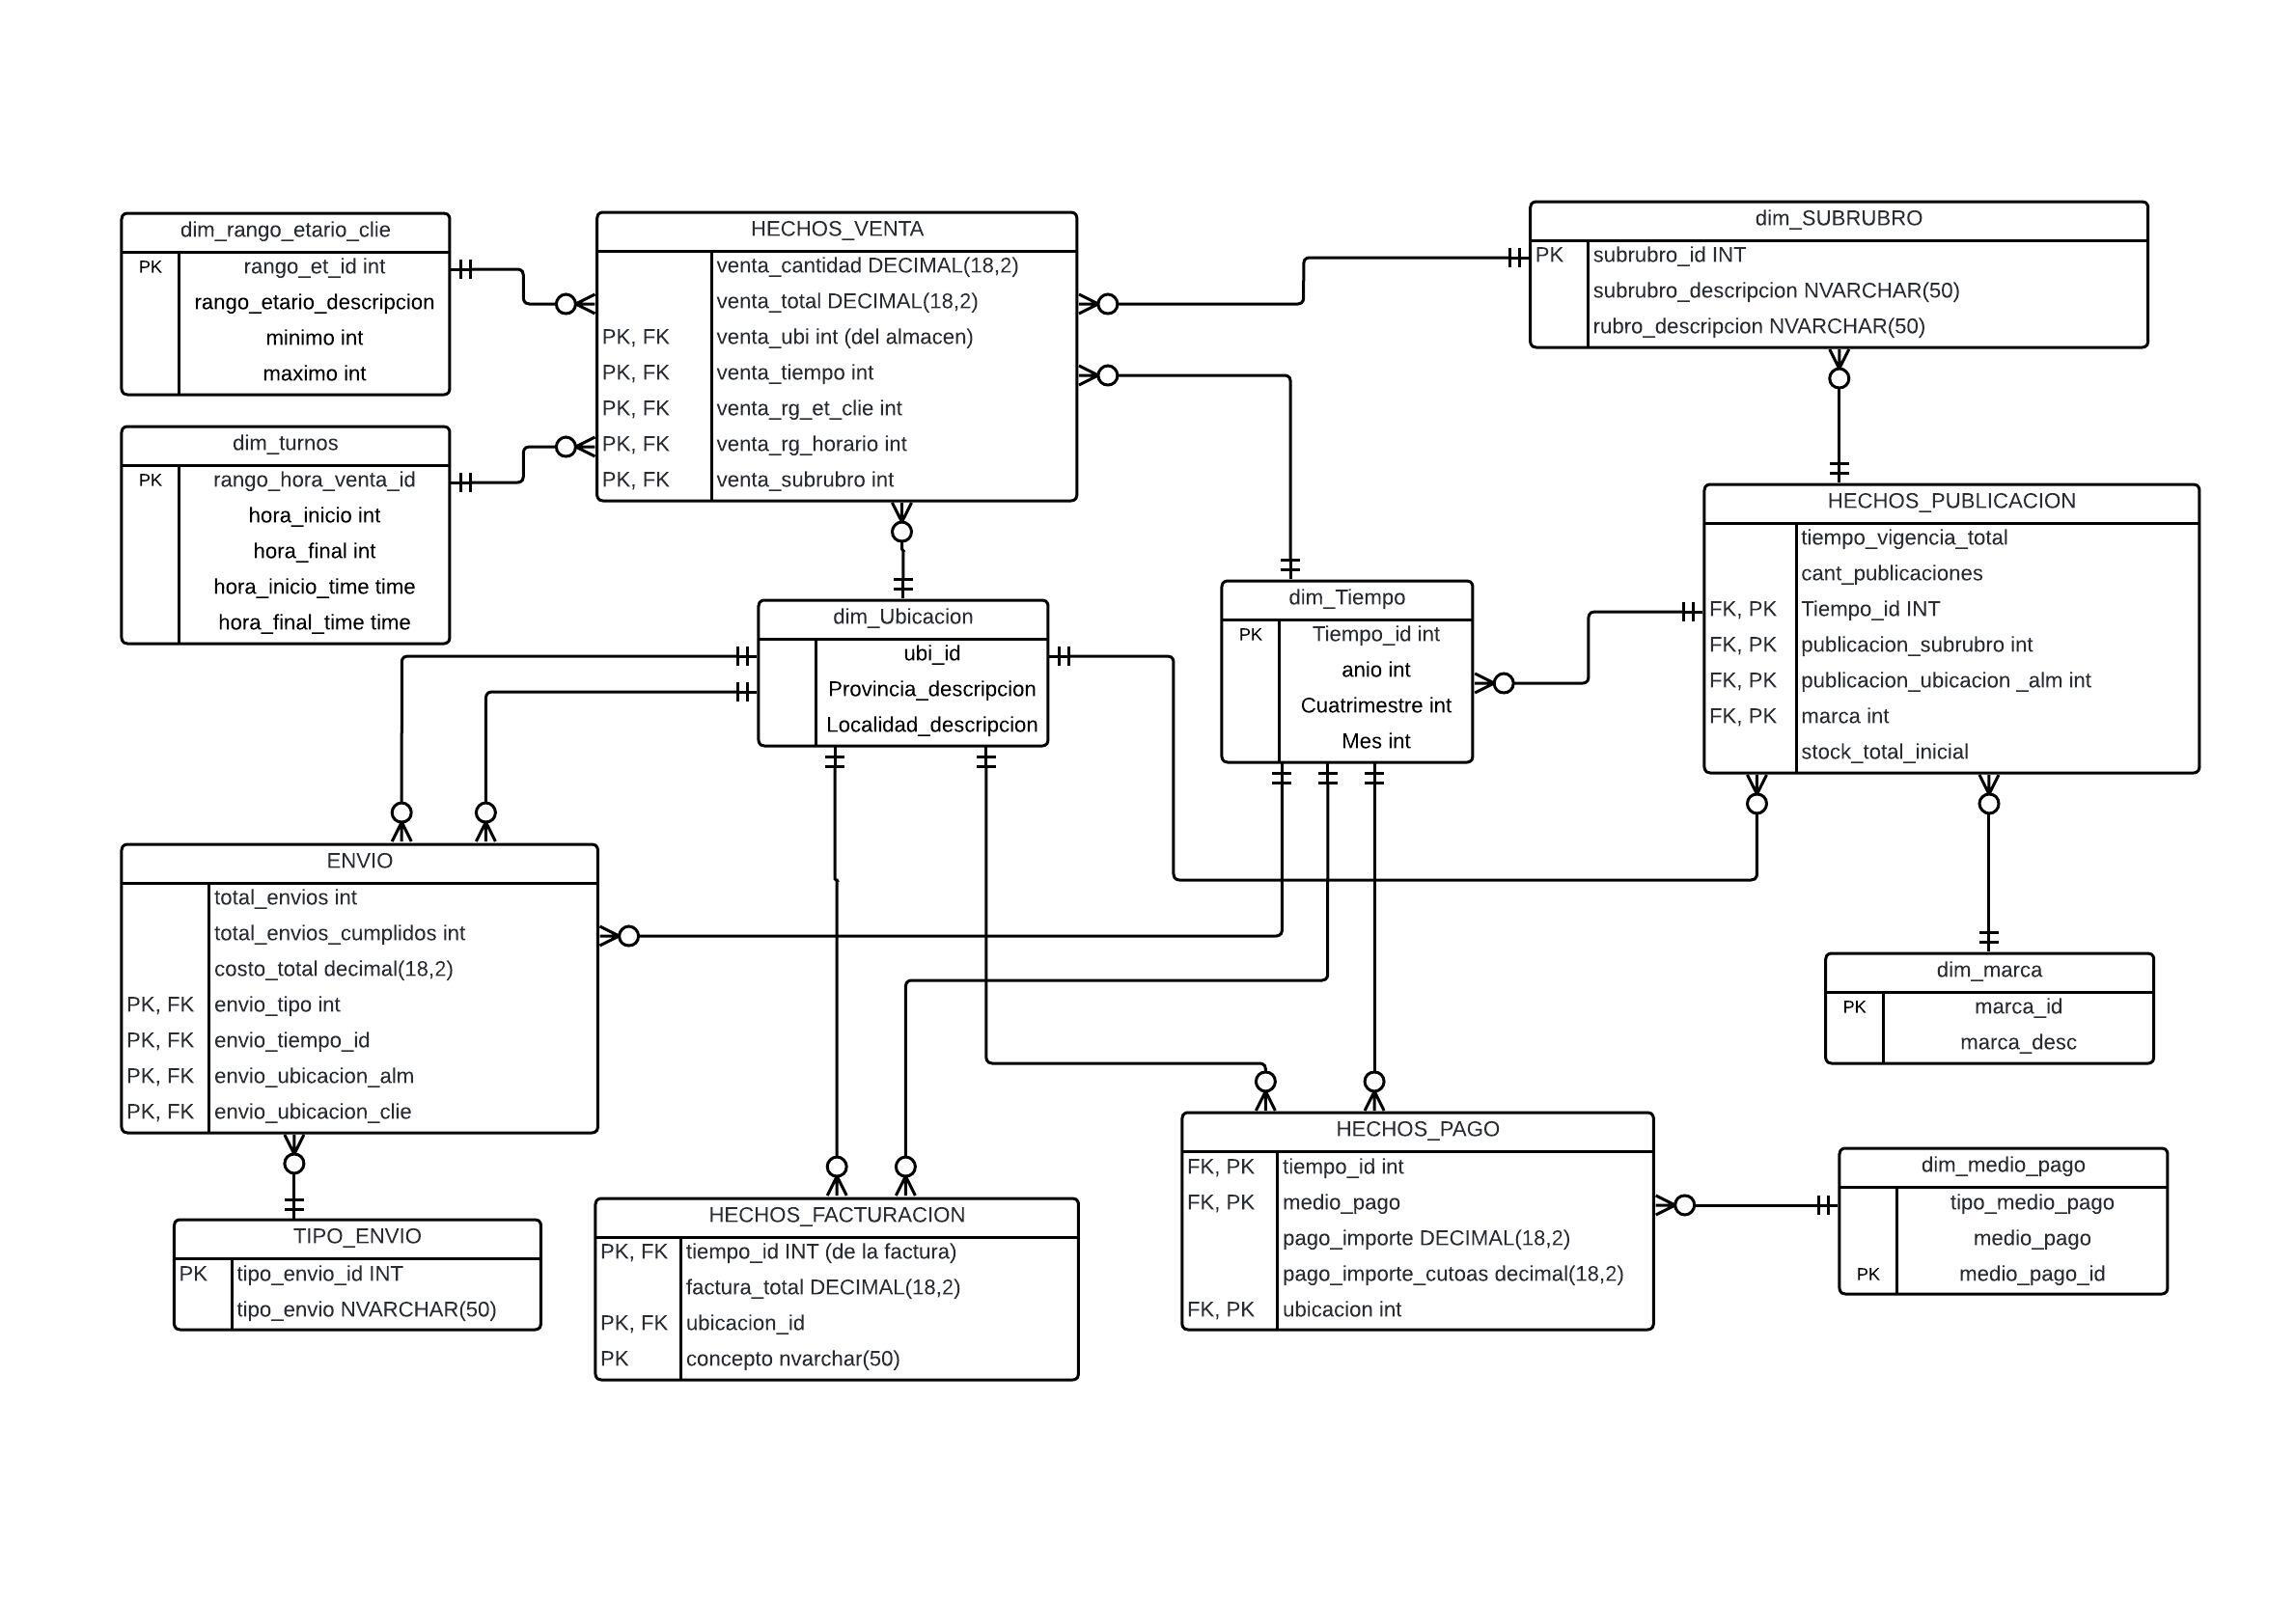 dim_rango_etario_clie
PK rango_et_id int
rango_etario_descripcion
minimo int
maximo int
HECHOS_VENTA
venta_cantidad DECIMAL(18,2)
venta_total DECIMAL(18,2)
PK, FK venta_ubi int (del almacen)
PK, FK venta_tiempo int
PK, FK venta_rg_et_clie int
PK, FK venta_rg_horario int
PK, FK venta_subrubro int
dim_SUBRUBRO
PK subrubro_id INT
subrubro_descripcion NVARCHAR(50)
rubro_descripcion NVARCHAR(50)
dim_turnos
PK rango_hora_venta_id
hora_inicio int
hora_final int
hora_inicio_time time
hora_final_time time
HECHOS_PUBLICACION
tiempo_vigencia_total
cant_publicaciones
FK, PK Tiempo_id INT
FK, PK publicacion_subrubro int
FK, PK publicacion_ubicacion _alm int
FK, PK marca int
stock_total_inicial
dim_Ubicacion
ubi_id
Provincia_descripcion
Localidad_descripcion
dim_Tiempo
PK Tiempo_id int
anio int
Cuatrimestre int
Mes int
ENVIO
total_envios int
total_envios_cumplidos int
costo_total decimal(18,2)
PK, FK envio_tipo int
PK, FK envio_tiempo_id
PK, FK envio_ubicacion_alm
PK, FK envio_ubicacion_clie
dim_marca
PK marca_id
marca_desc
HECHOS_PAGO
FK, PK tiempo_id int
FK, PK medio_pago
pago_importe DECIMAL(18,2)
pago_importe_cutoas decimal(18,2)
FK, PK ubicacion int
dim_medio_pago
tipo_medio_pago
medio_pago
PK medio_pago_id
TIPO_ENVIO
PK tipo_envio_id INT
tipo_envio NVARCHAR(50)
HECHOS_FACTURACION
PK, FK tiempo_id INT (de la factura)
factura_total DECIMAL(18,2)
PK, FK ubicacion_id
PK concepto nvarchar(50)